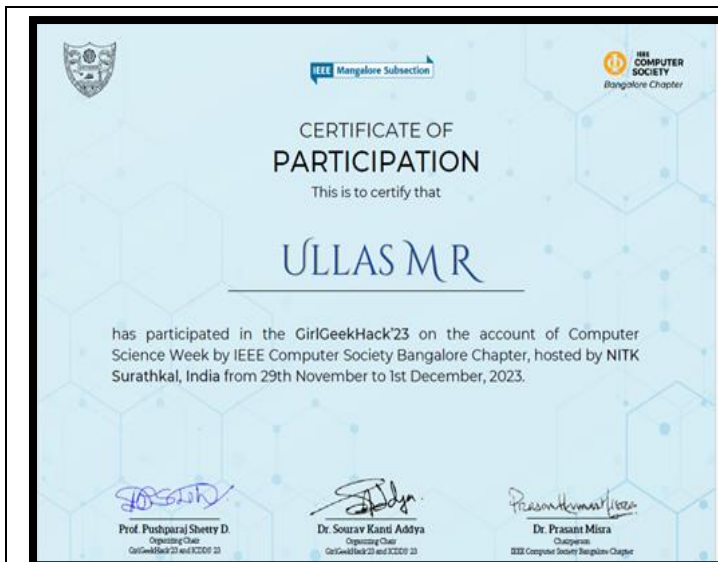 IEEE Mangalore Subsection
IEEE
COMPUTER
SOCIETY
Bangalore Chapter
CERTIFICATE OF
PARTICIPATION
This is to certify that
ULLAS M R
has participated in the GirlGeekHack'23 on the account of Computer
Science Week by IEEE Computer Society Bangalore Chapter, hosted by NITK
Surathkal, India from 29th November to 1st December, 2023.
Prof. Pushparaj Shetty D.
Organizing Chair
GirlGeekHack'23 and ICDDS' 23
Dr. Sourav Kanti Addya
Organizing Chair
GirlGeekHack'23 and ICDDS' 23
Dr. Prasant Misra
Chairperson
IEEE Computer Society Bangalore Chapter